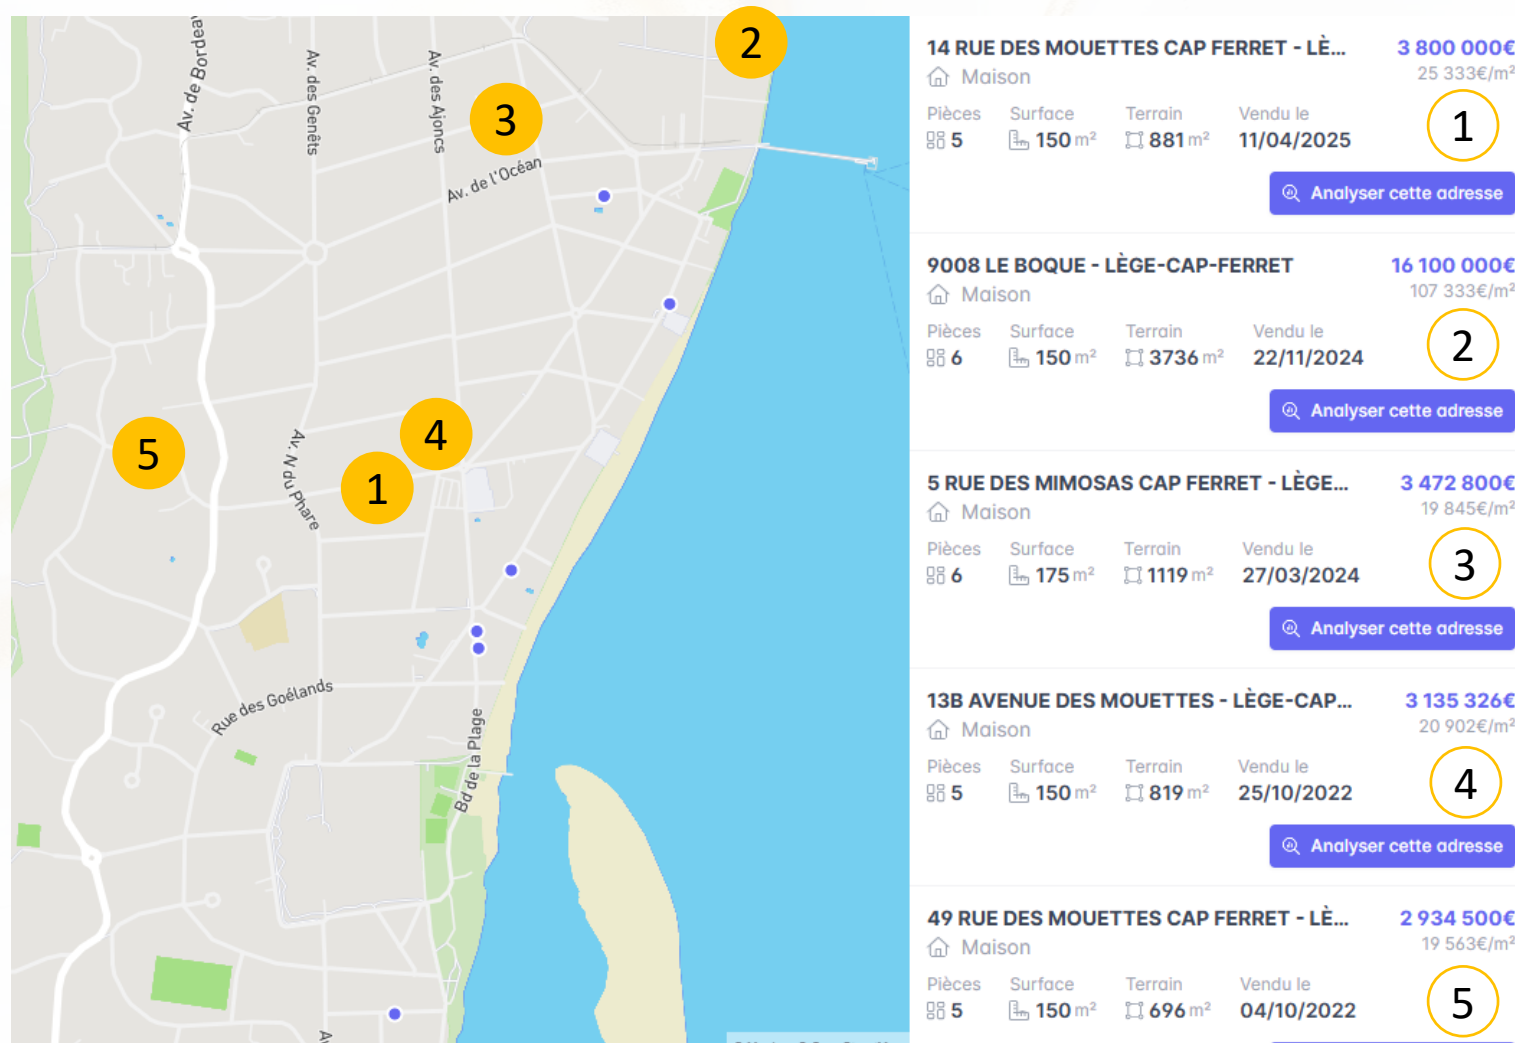 Av. de Bordea
Av. des Genêts
Av. des Ajoncs
2
3
Av. de l'Océan
4
5
1
Av. N du Phare
Rue des Goélands
Bd de la Plage
14 RUE DES MOUETTES CAP FERRET - LÈ...
3 800 000€
Maison
25 333€/m²
Pièces Surface Terrain Vendu le
5 150 m² 881 m² 11/04/2025
1
Analyser cette adresse
9008 LE BOQUE - LÈGE-CAP-FERRET
16 100 000€
Maison
107 333€/m²
Pièces Surface Terrain Vendu le
6 150 m² 3736 m² 22/11/2024
2
Analyser cette adresse
5 RUE DES MIMOSAS CAP FERRET - LÈGE...
3 472 800€
Maison
19 845€/m²
Pièces Surface Terrain Vendu le
6 175 m² 1119 m² 27/03/2024
3
Analyser cette adresse
13B AVENUE DES MOUETTES - LÈGE-CAP...
3 135 326€
Maison
20 902€/m²
Pièces Surface Terrain Vendu le
5 150 m² 819 m² 25/10/2022
4
Analyser cette adresse
49 RUE DES MOUETTES CAP FERRET - LÈ...
2 934 500€
Maison
19 563€/m²
Pièces Surface Terrain Vendu le
5 150 m² 696 m² 04/10/2022
5